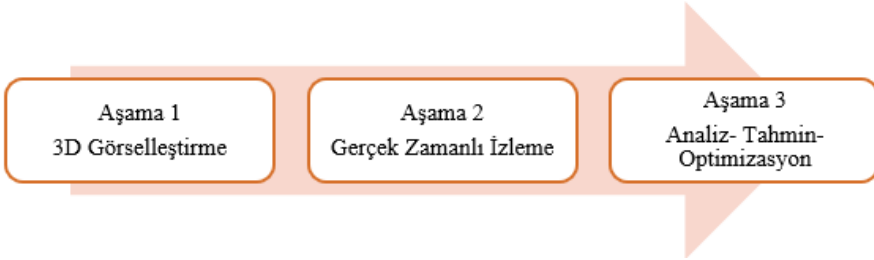 Aşama 1
3D Görselleştirme
Aşama 2
Gerçek Zamanlı İzleme
Aşama 3
Analiz- Tahmin-
Optimizasyon